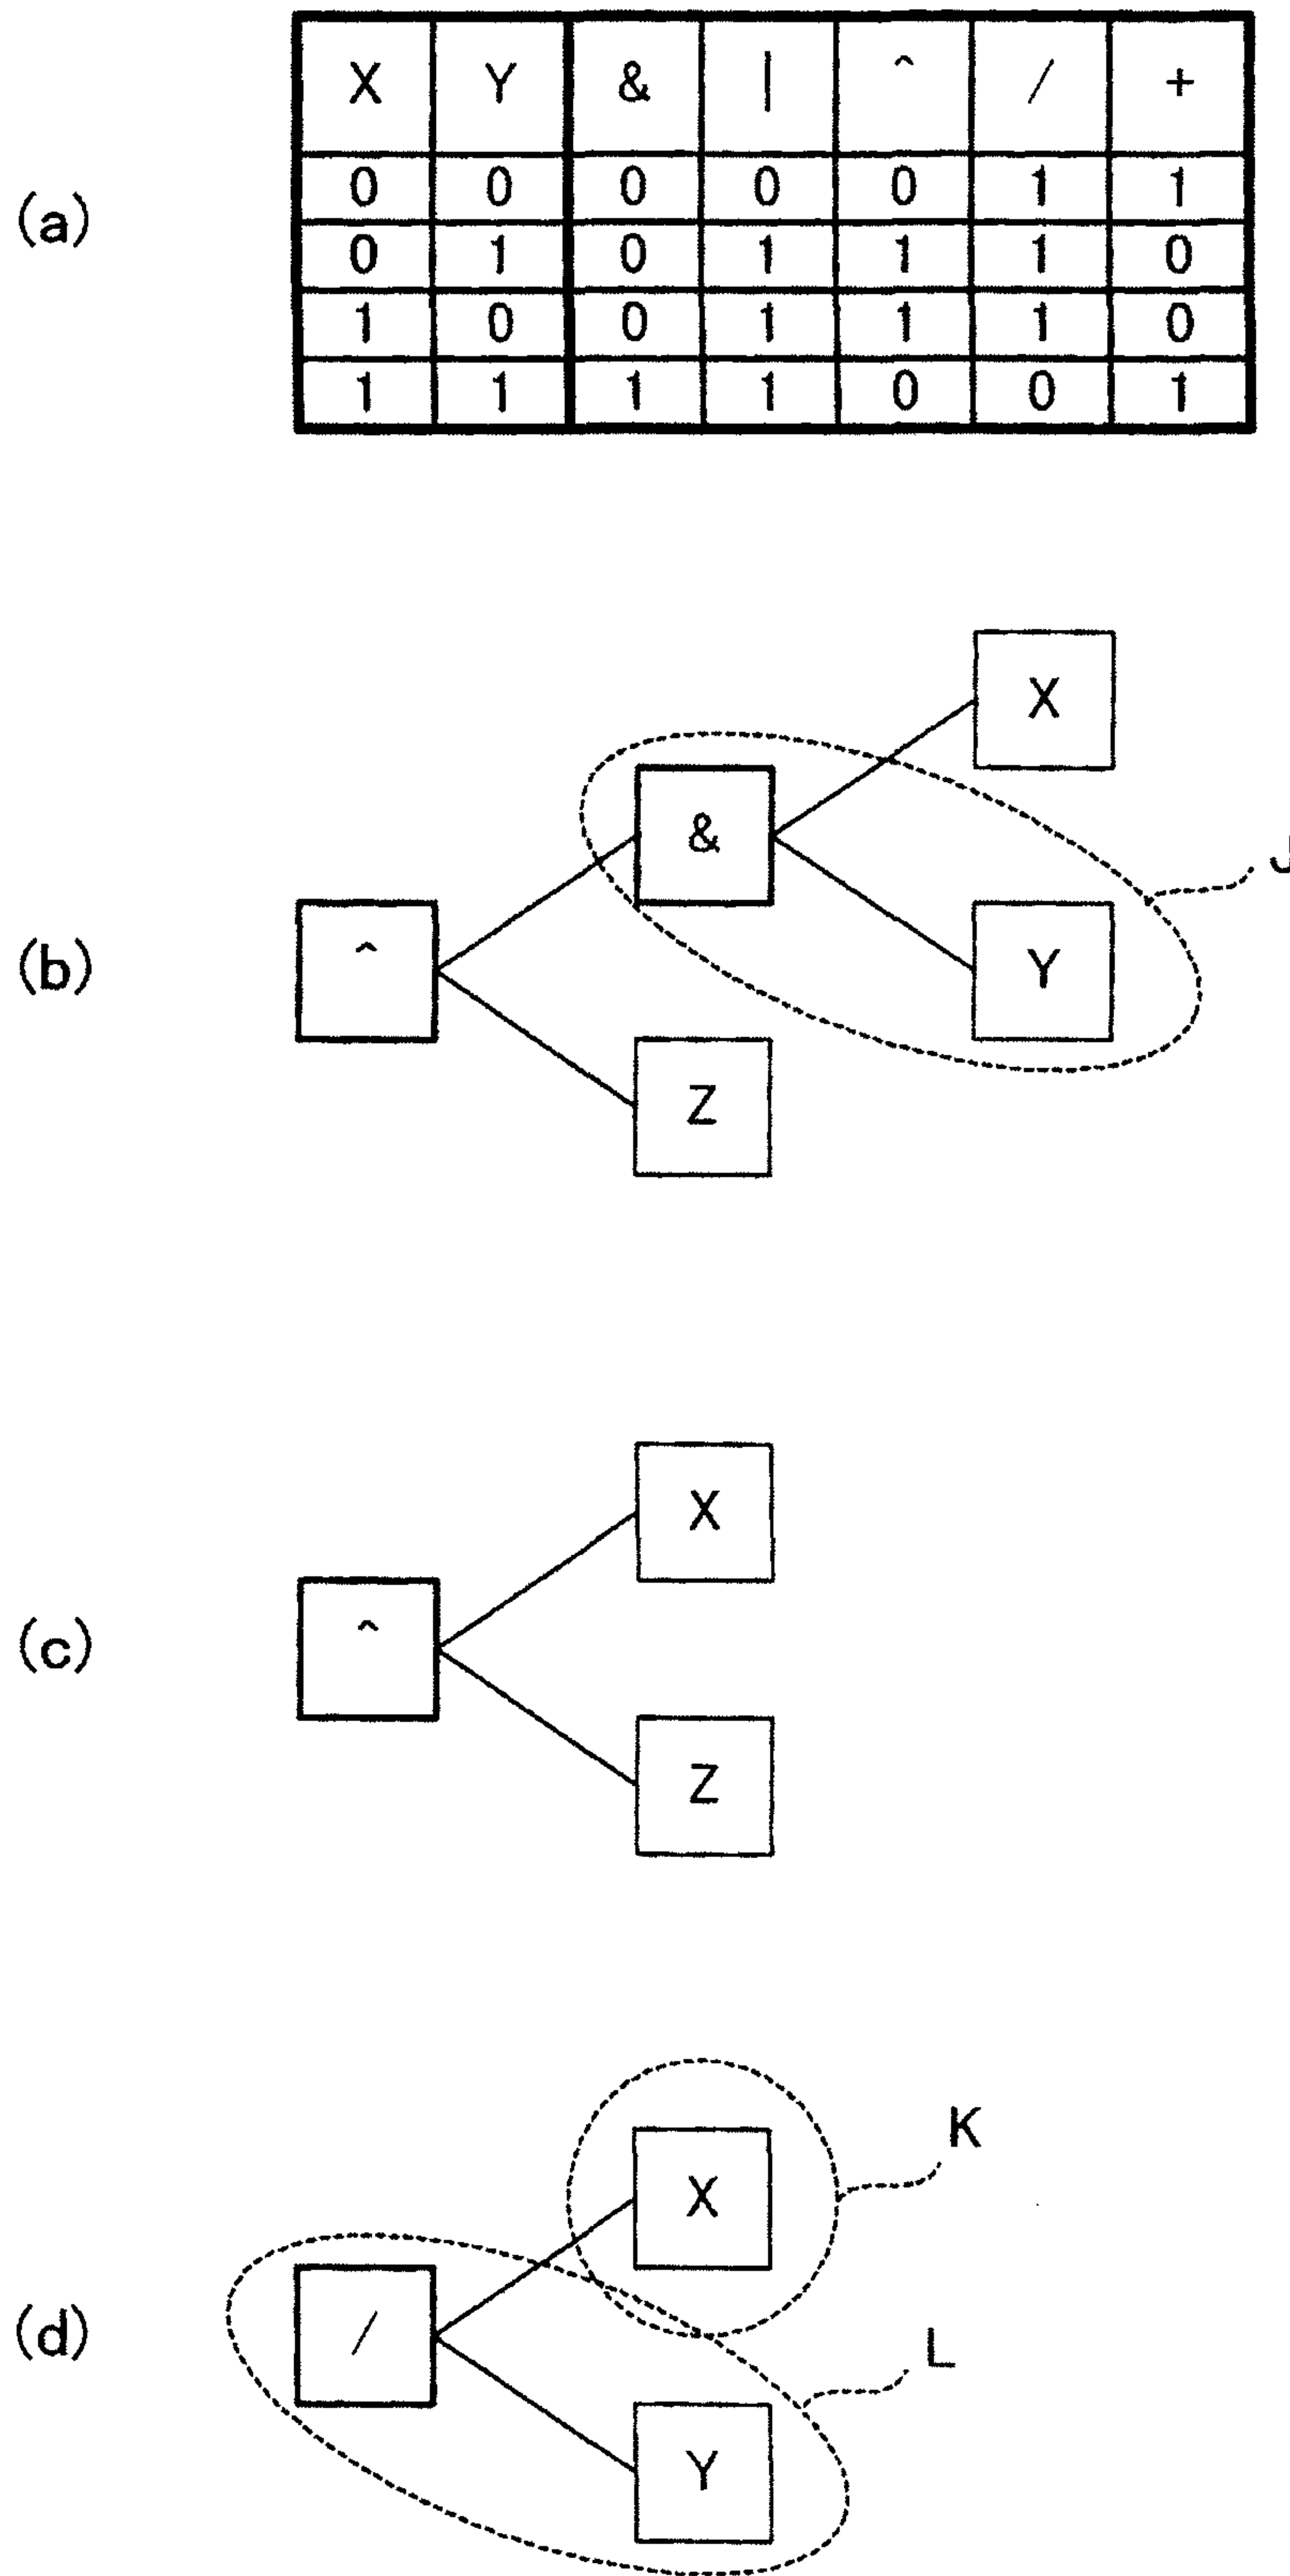 (a)
X Y & | ^ / +
0 0 0 0 0 1 1
0 1 0 1 1 1 0
1 0 0 1 1 1 0
1 1 1 1 0 0 1
(b)
X
&
J
^
Y
Z
(c)
X
^
Z
(d)
K
X
/
L
Y